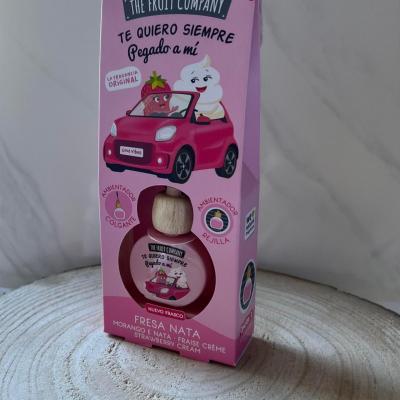 THE FRUIT COMPANY
TE QUIERO SIEMPRE
Pegado a mí
LA FRAGANCIA
ORIGINAL
AMBIENTADOR
COLGANTE
AMBIENTADOR
REJILLA
THE FRUIT COMPANY
TE QUIERO SIEMPRE
Pegado a mí
NUEVO FRASCO
FRESA NATA
MORANGO E NATA · FRAISE CRÈME
STRAWBERRY CREAM